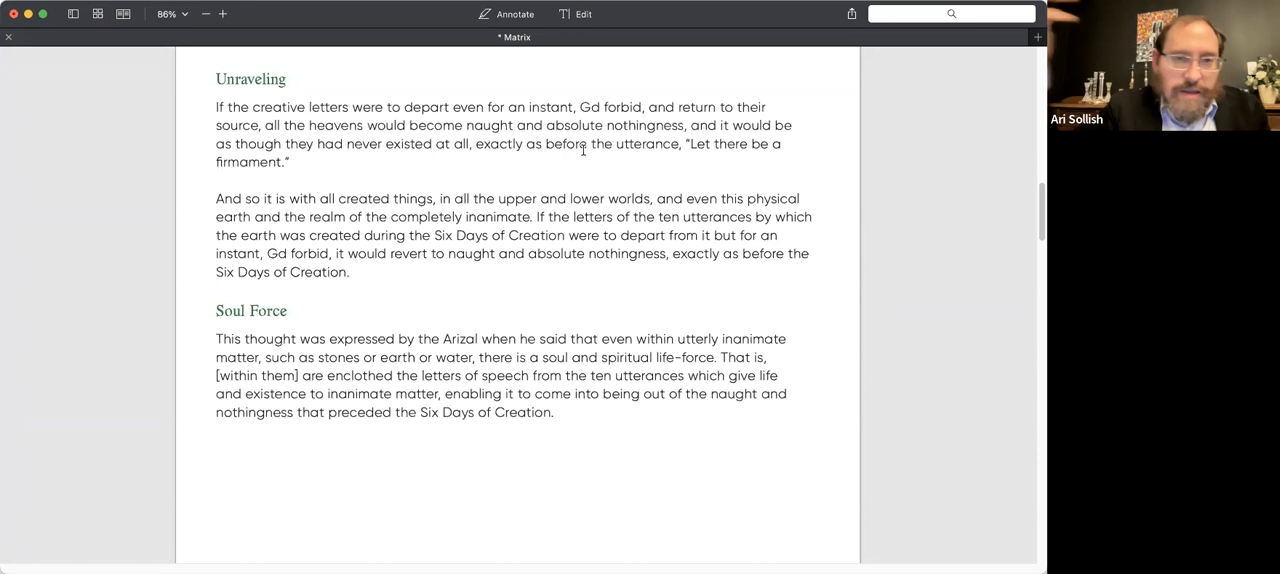 86%
Annotate
Edit
* Matrix
Unraveling
If the creative letters were to depart even for an instant, Gd forbid, and return to their
source, all the heavens would become naught and absolute nothingness, and it would be
as though they had never existed at all, exactly as before the utterance, “Let there be a
firmament.”
And so it is with all created things, in all the upper and lower worlds, and even this physical
earth and the realm of the completely inanimate. If the letters of the ten utterances by which
the earth was created during the Six Days of Creation were to depart from it but for an
instant, Gd forbid, it would revert to naught and absolute nothingness, exactly as before the
Six Days of Creation.
Soul Force
This thought was expressed by the Arizal when he said that even within utterly inanimate
matter, such as stones or earth or water, there is a soul and spiritual life-force. That is,
[within them] are enclothed the letters of speech from the ten utterances which give life
and existence to inanimate matter, enabling it to come into being out of the naught and
nothingness that preceded the Six Days of Creation.
Ari Sollish